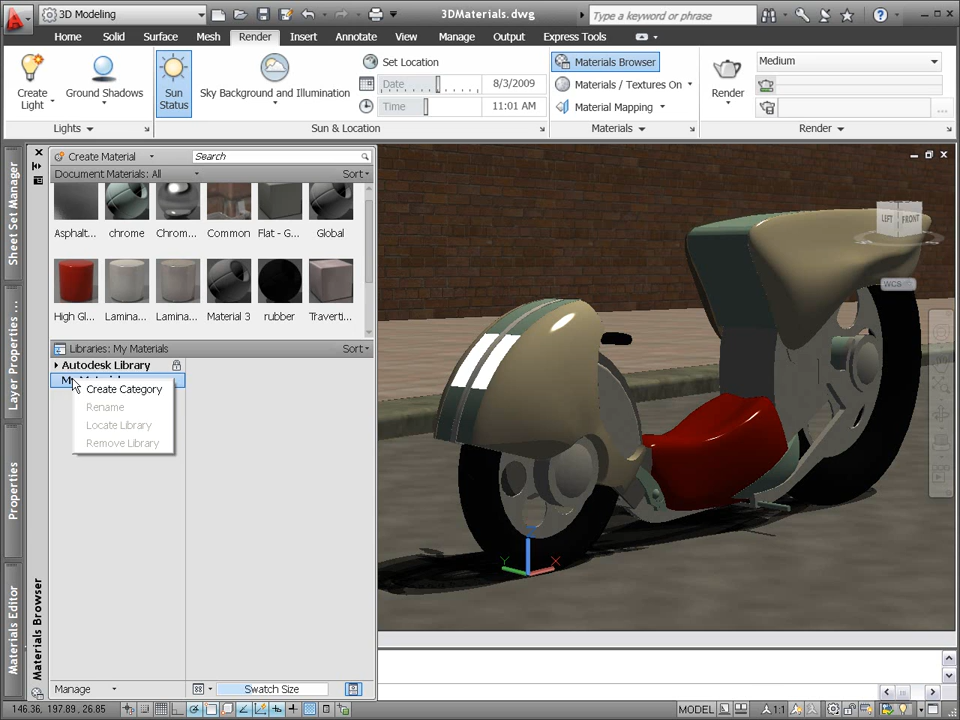 3D Modeling
3DMaterials.dwg
Type a keyword or phrase
Home Solid Surface Mesh Render Insert Annotate View Manage Output Express Tools
Create Light
Ground Shadows
Lights
Sun Status
Sky Background and Illumination
Set Location
Date 8/3/2009
Time 11:01 AM
Sun & Location
Materials Browser
Materials / Textures On
Material Mapping
Materials
Render
Medium
Render
Sheet Set Manager
Layer Properties ...
Properties
Materials Editor
Materials Browser
Create Material
Search
Document Materials: All
Sort
Asphalt... chrome Chrom... Common Flat - G... Global
High Gl... Lamina... Lamina... Material 3 rubber Traverti...
Libraries: My Materials
Sort
Autodesk Library
Create Category
Rename
Locate Library
Remove Library
Manage
Swatch Size
LEFT FRONT
WCS
Y X
146.36, 197.89, 26.85
MODEL
1:1